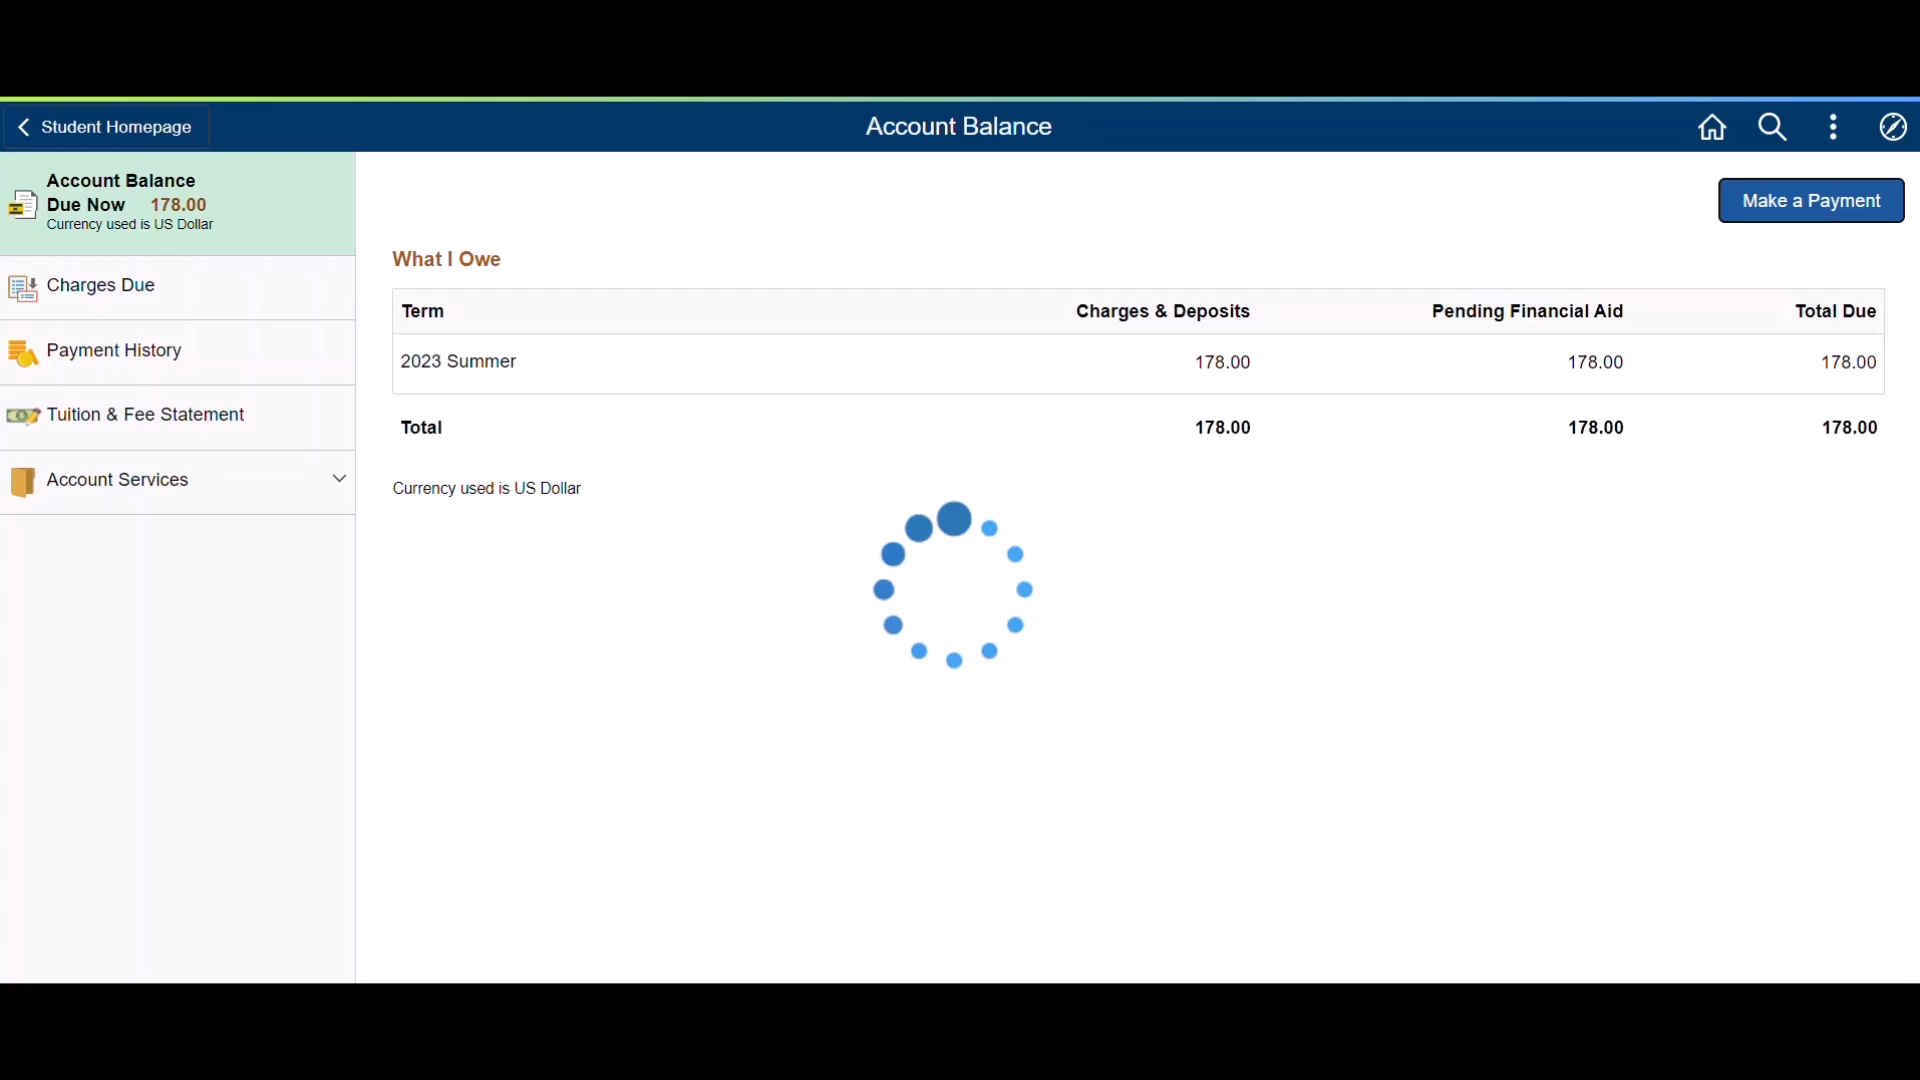 Student Homepage
Account Balance
Account Balance
Due Now 178.00
Currency used is US Dollar
Charges Due
Payment History
Tuition & Fee Statement
Account Services
Make a Payment
What I Owe
Term Charges & Deposits Pending Financial Aid Total Due
2023 Summer 178.00 178.00 178.00
Total 178.00 178.00 178.00
Currency used is US Dollar